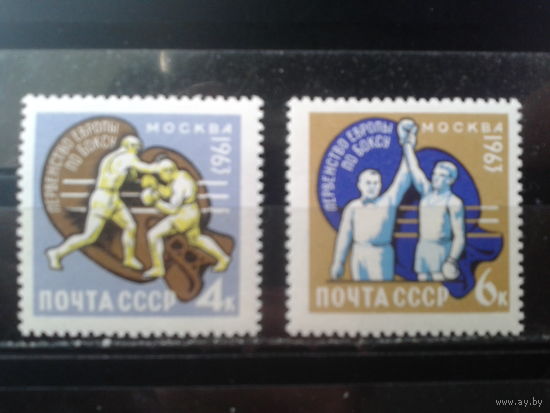 ПЕРВЕНСТВО ЕВРОПЫ
ПО БОКСУ
МОСКВА
1963
ПОЧТА СССР
4к
ПЕРВЕНСТВО ЕВРОПЫ
ПО БОКСУ
МОСКВА
1963
ПОЧТА СССР
6к
www.ay.by